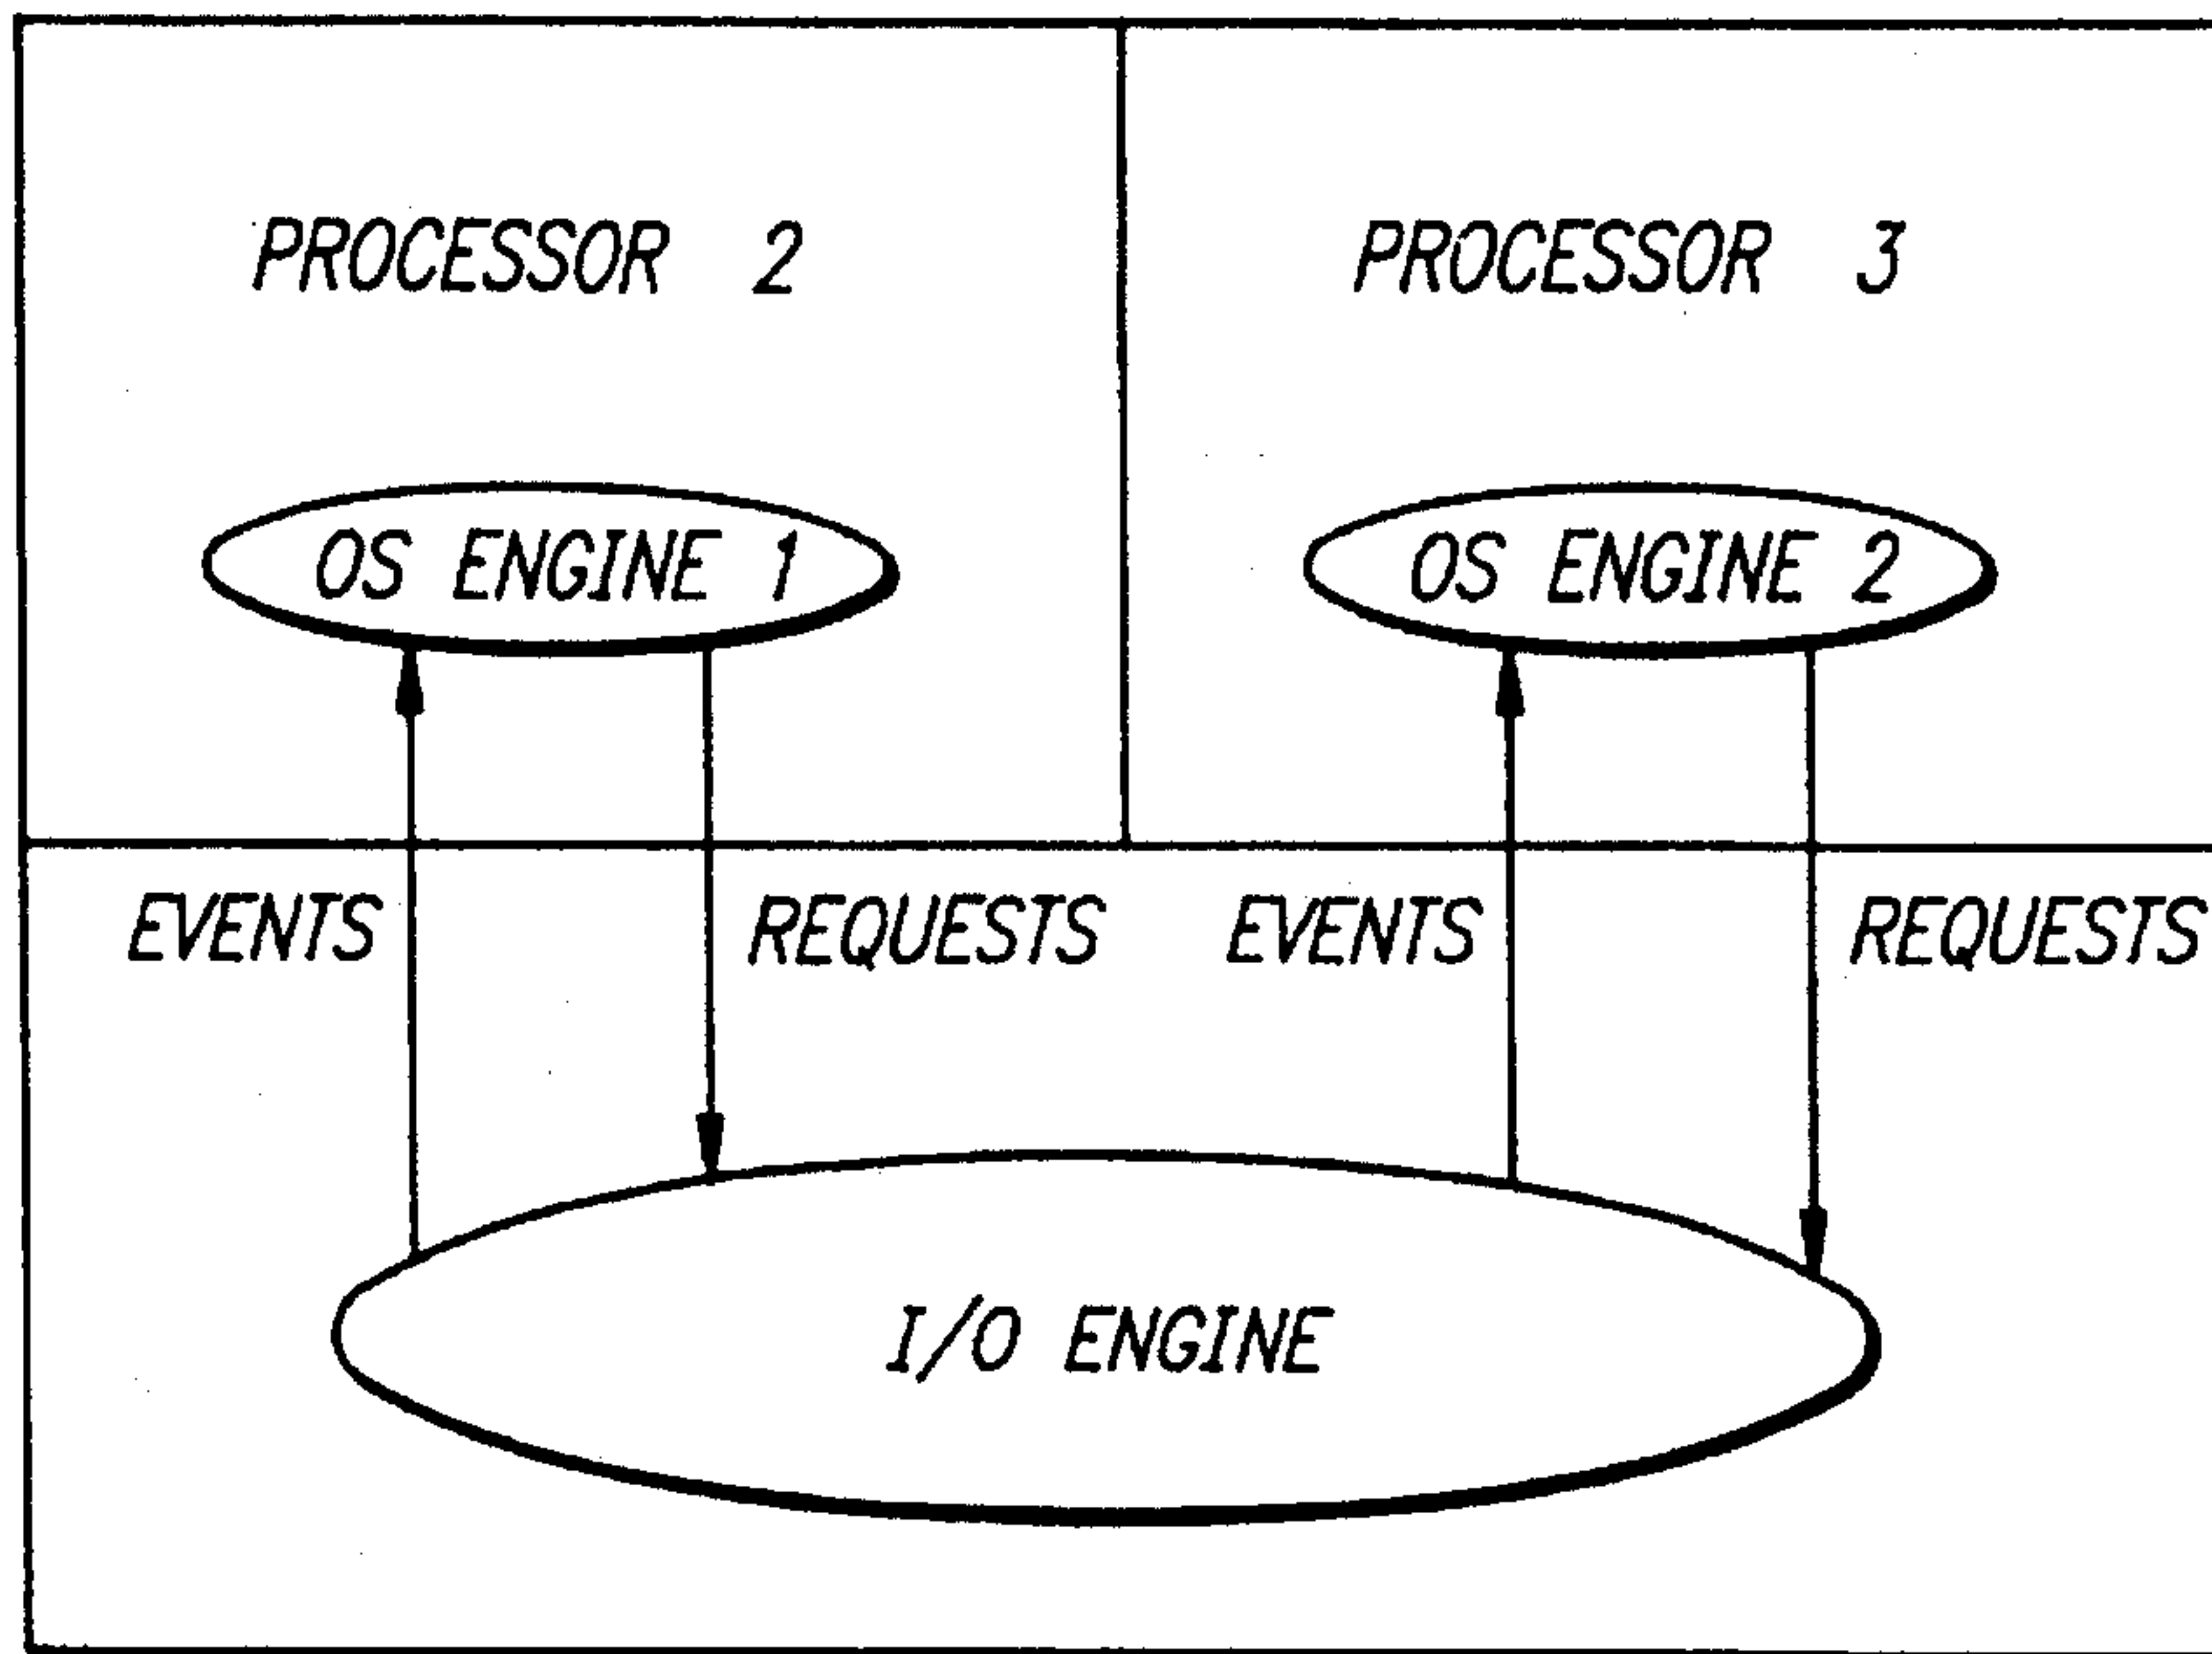 PROCESSOR 2
PROCESSOR 3
OS ENGINE 1
OS ENGINE 2
EVENTS
REQUESTS
EVENTS
REQUESTS
I/O ENGINE